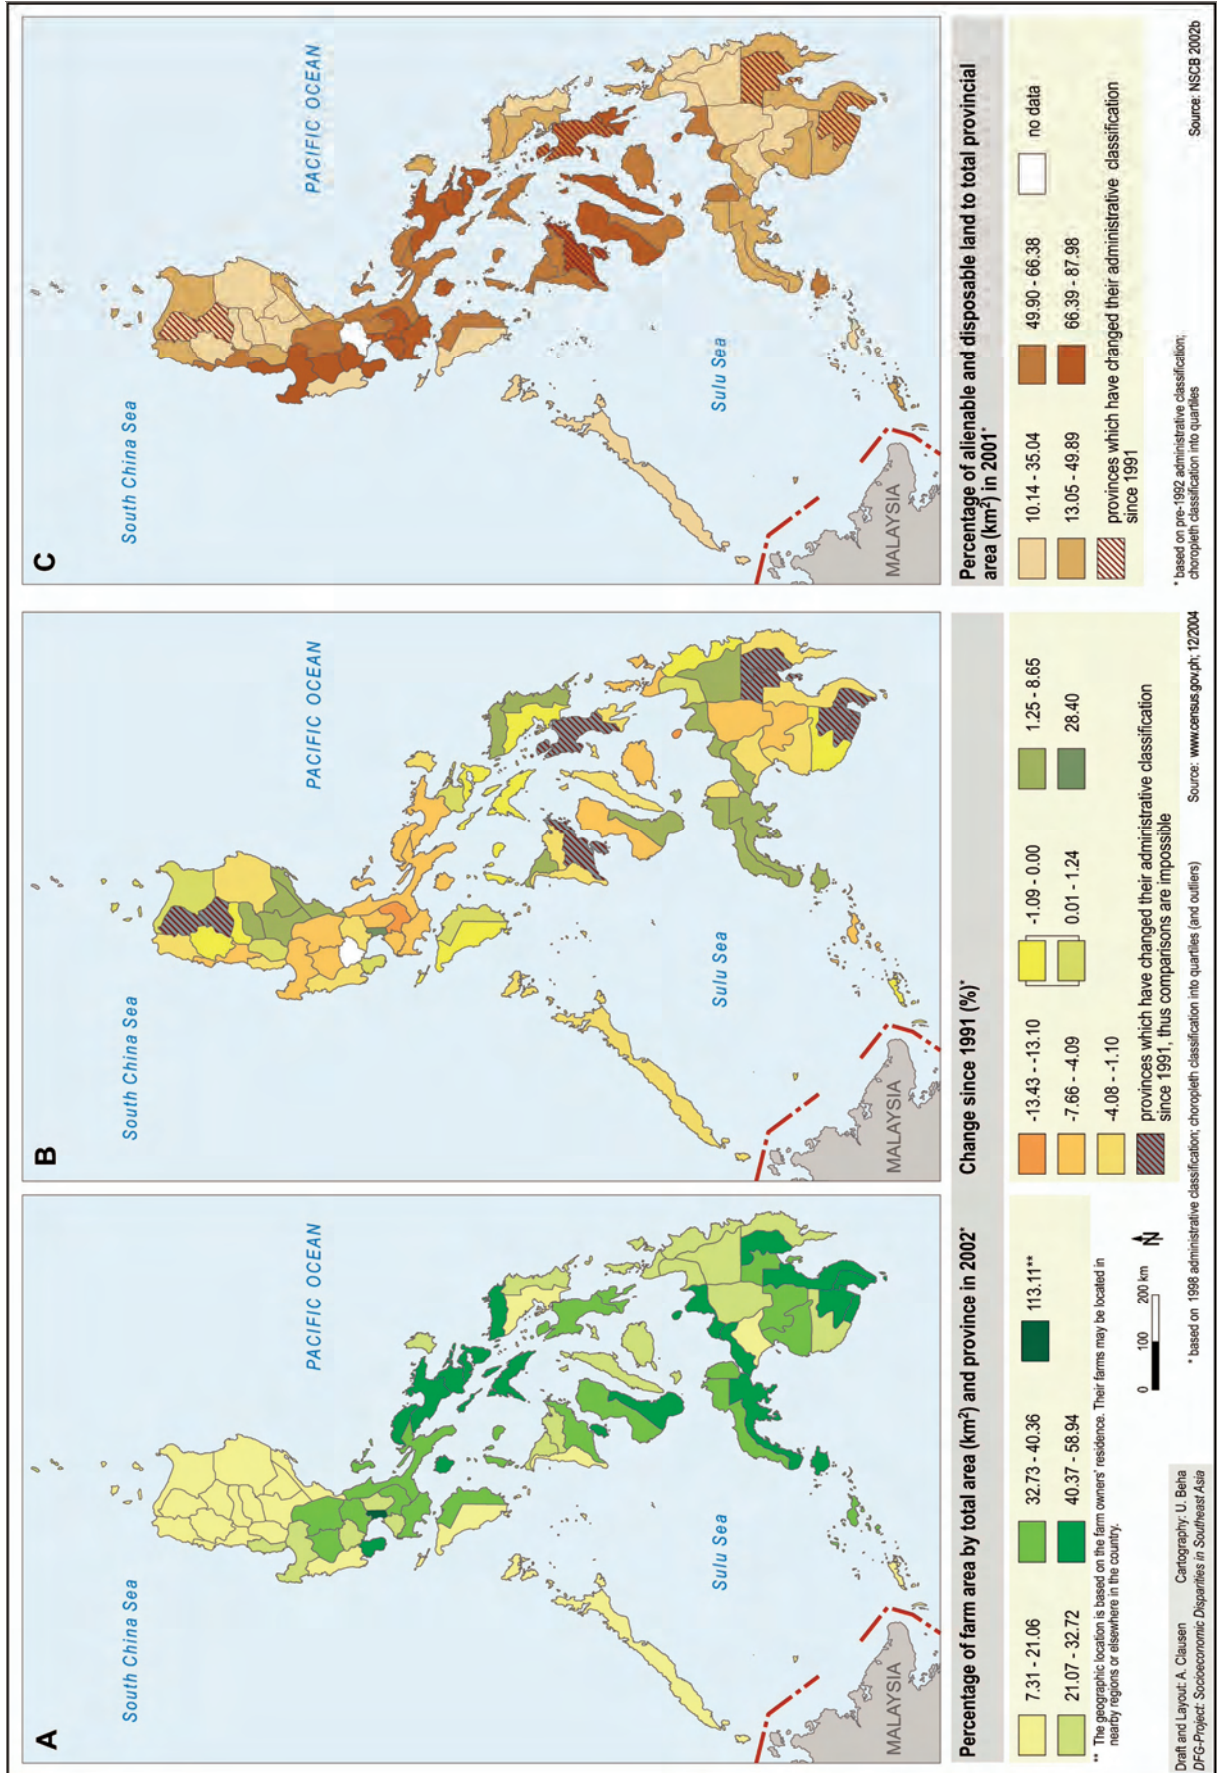 A
South China Sea
PACIFIC OCEAN
Sulu Sea
MALAYSIA
Percentage of farm area by total area (km²) and province in 2002*
7.31 - 21.06
21.07 - 32.72
32.73 - 40.36
40.37 - 58.94
113.11**
** The geographic location is based on the farm owners' residence. Their farms may be located in
nearby regions or elsewhere in the country.
0 100 200 km
N
Draft and Layout: A. Clausen Cartography: U. Beha
DFG-Project: Socioeconomic Disparities in Southeast Asia
B
South China Sea
PACIFIC OCEAN
Sulu Sea
MALAYSIA
Change since 1991 (%)*
-13.43 - -13.10
-7.66 - -4.09
-4.08 - -1.10
-1.09 - 0.00
0.01 - 1.24
1.25 - 8.65
28.40
provinces which have changed their administrative classification
since 1991, thus comparisons are impossible
* based on 1998 administrative classification; choropleth classification into quartiles (and outliers)
Source: www.census.gov.ph; 12/2004
C
South China Sea
PACIFIC OCEAN
Sulu Sea
MALAYSIA
Percentage of alienable and disposable land to total provincial
area (km²) in 2001*
10.14 - 35.04
13.05 - 49.89
49.90 - 66.38
66.39 - 87.98
no data
provinces which have changed their administrative classification
since 1991
* based on pre-1992 administrative classification;
choropleth classification into quartiles
Source: NSCB 2002b